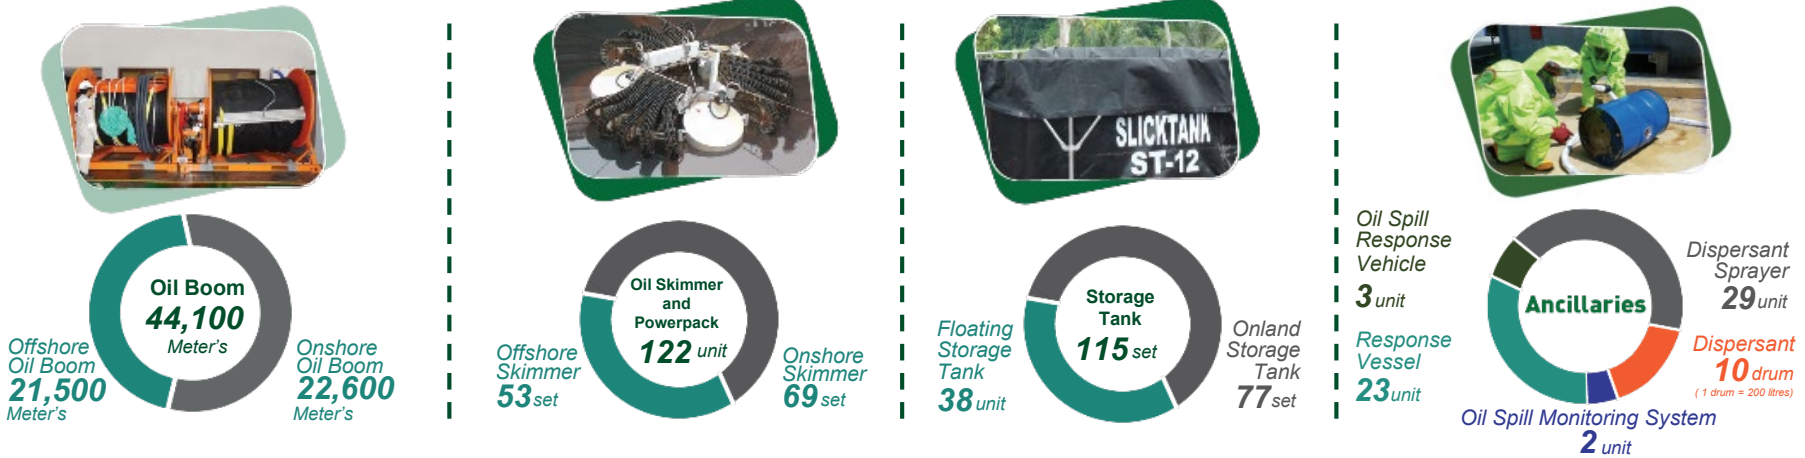 Oil Boom
44,100
Meter's
Offshore
Oil Boom
21,500
Meter's
Onshore
Oil Boom
22,600
Meter's
Oil Skimmer
and
Powerpack
122 unit
Offshore
Skimmer
53 set
Onshore
Skimmer
69 set
SLICKTANK
ST-12
Storage
Tank
115 set
Floating
Storage
Tank
38 unit
Onland
Storage
Tank
77 set
Oil Spill
Response
Vehicle
3 unit
Response
Vessel
23 unit
Ancillaries
Dispersant
Sprayer
29 unit
Dispersant
10 drum
( 1 drum = 200 litres)
Oil Spill Monitoring System
2 unit